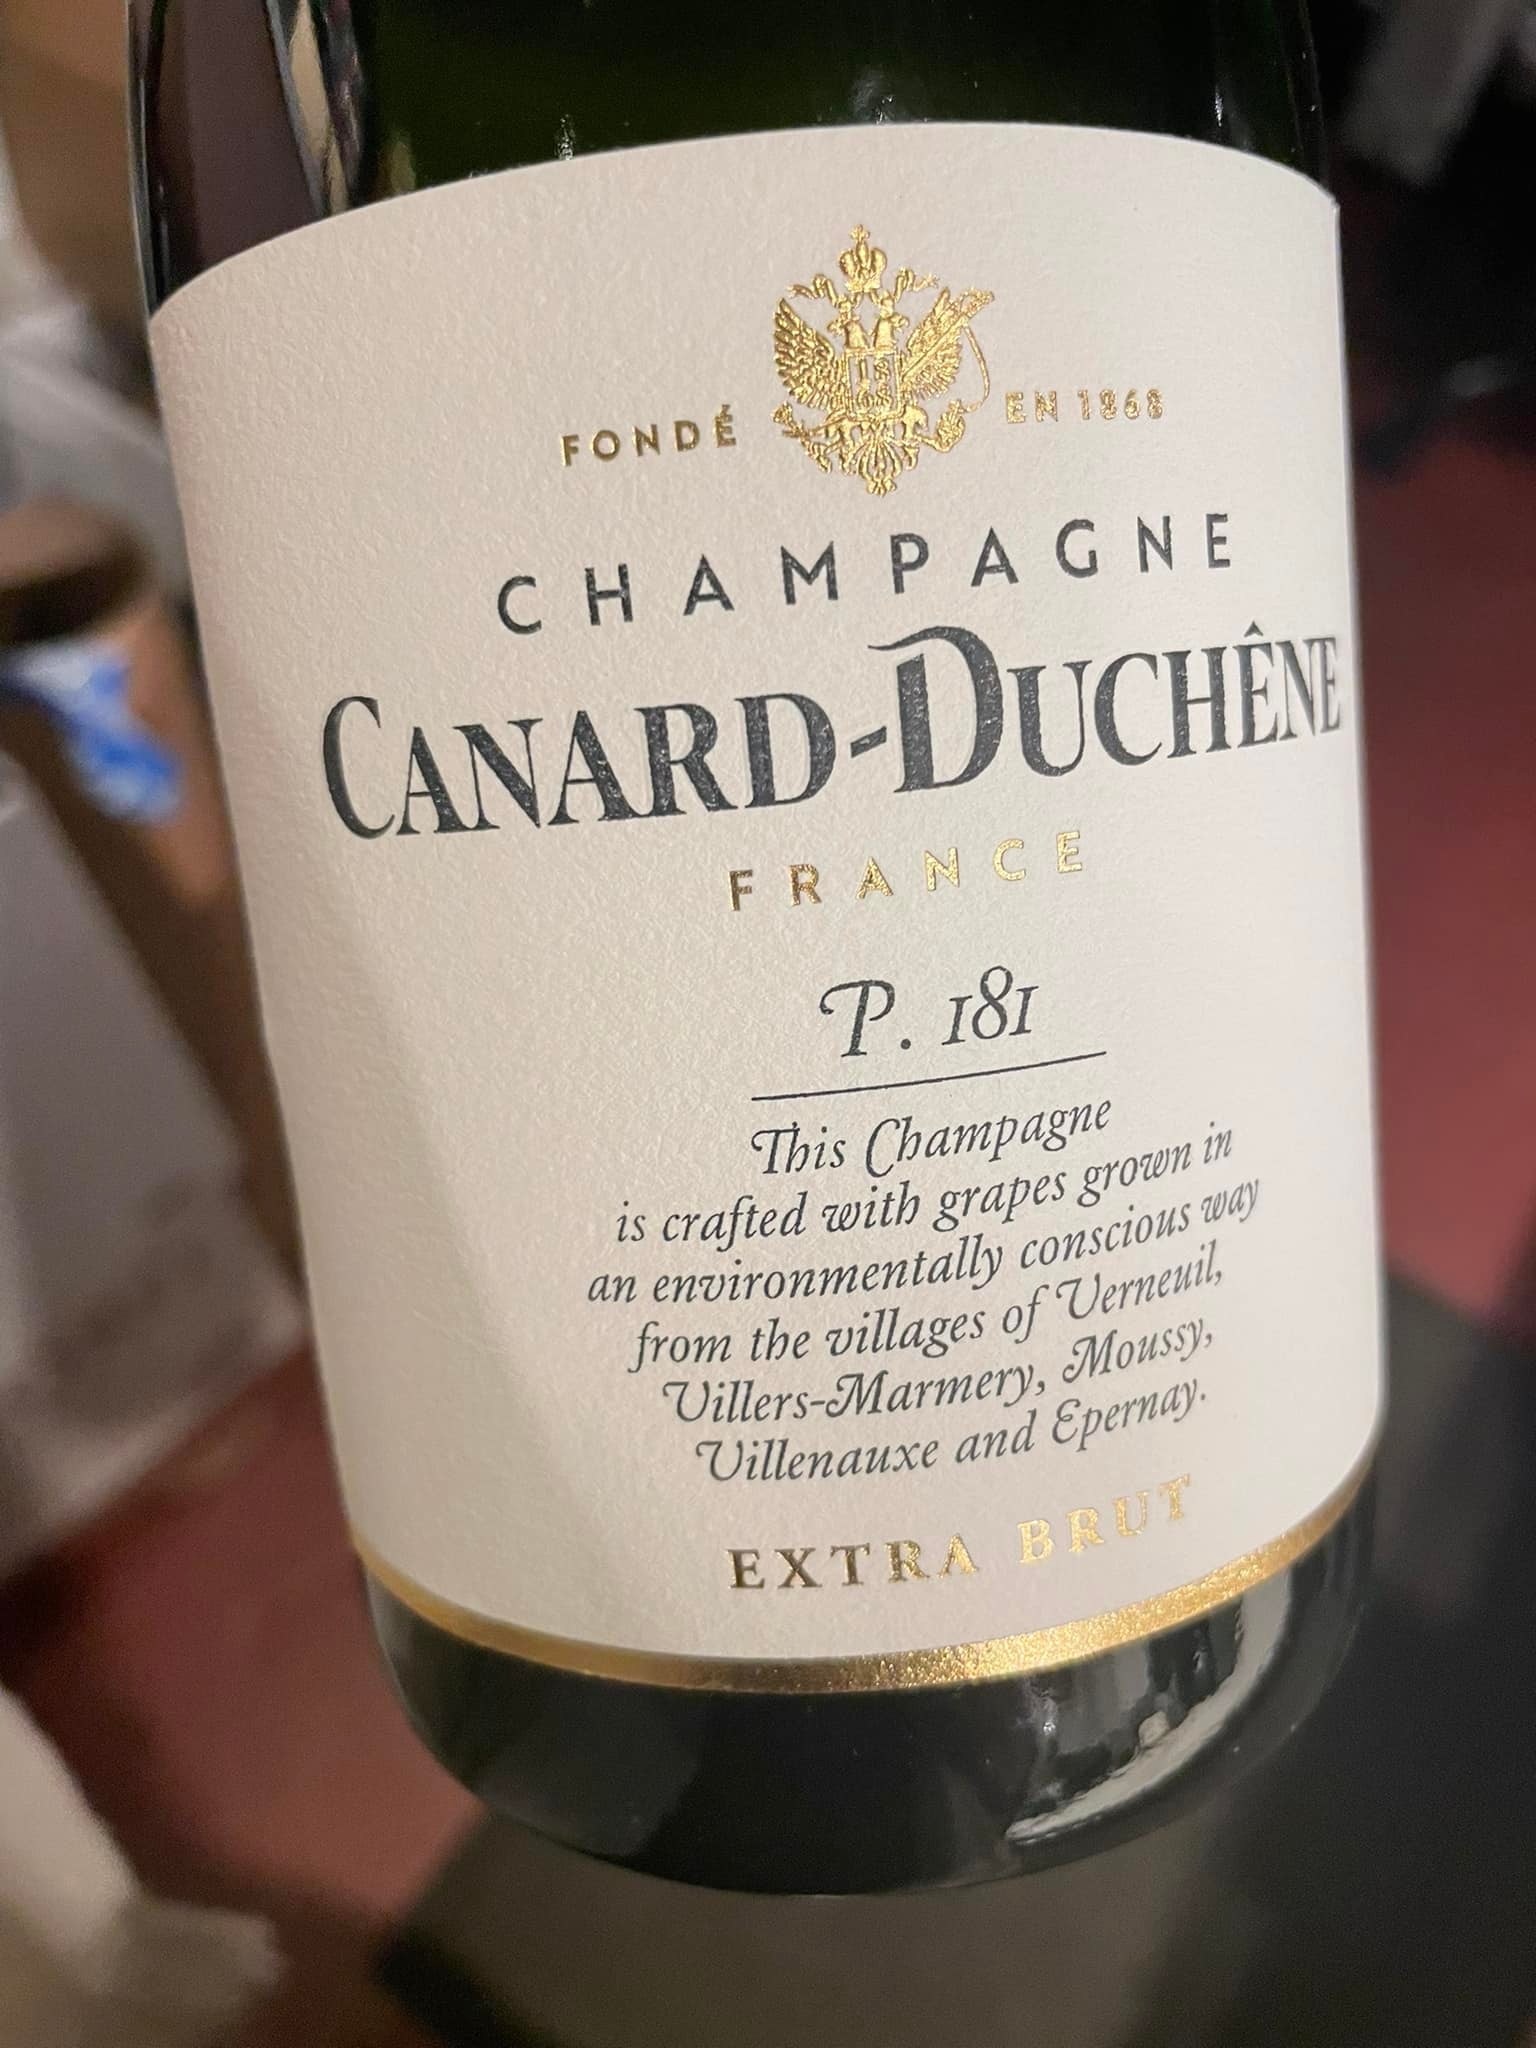 FONDÉ EN 1868
CHAMPAGNE
CANARD-DUCHÊNE
FRANCE
P. 181
This Champagne
is crafted with grapes grown in
an environmentally conscious way
from the villages of Verneuil,
Villers-Marmery, Moussy,
Villenauxe and Epernay.
EXTRA BRUT